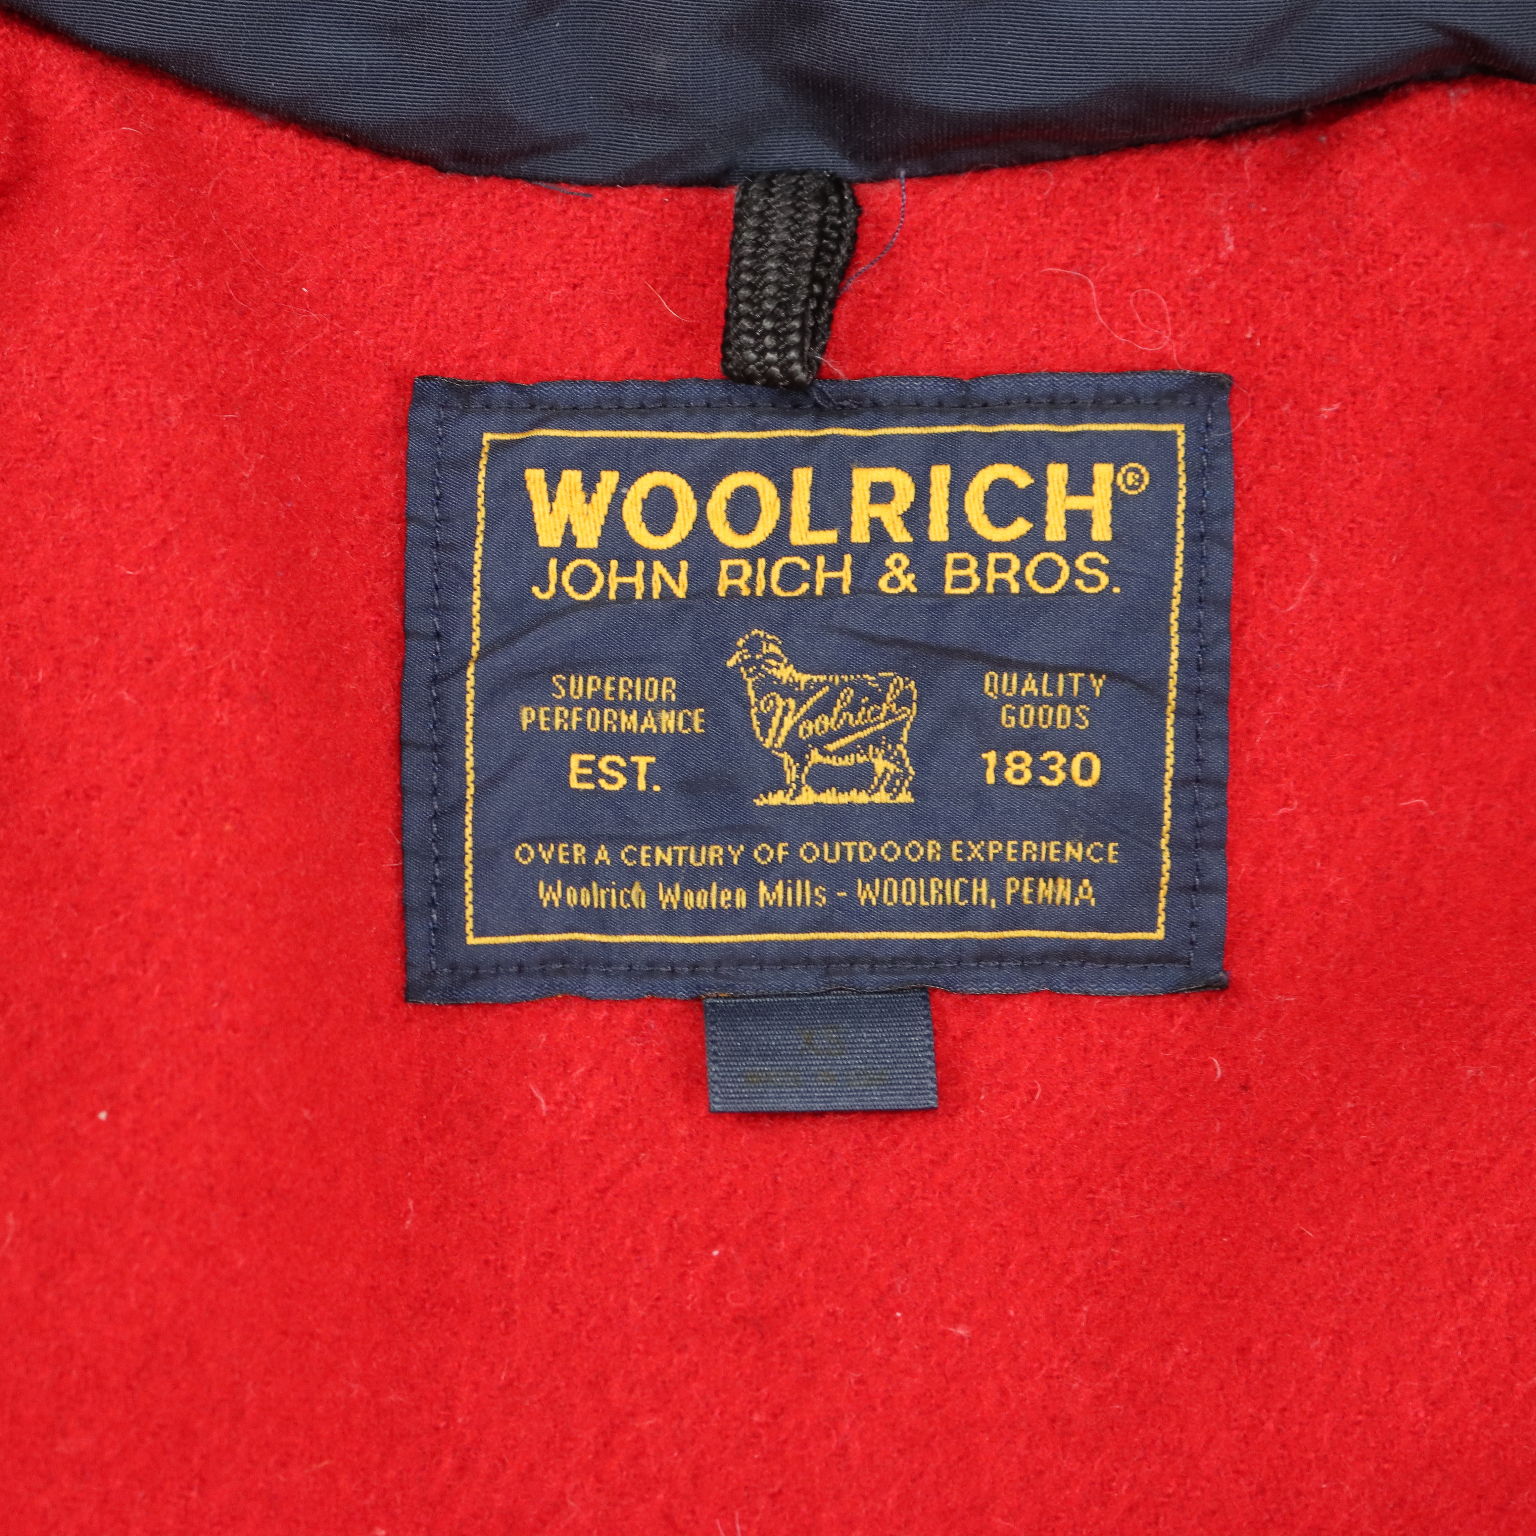 WOOLRICH®
JOHN RICH & BROS.
SUPERIOR
PERFORMANCE
EST.
Woolrich
QUALITY
GOODS
1830
OVER A CENTURY OF OUTDOOR EXPERIENCE
Woolrich Woolen Mills - WOOLRICH, PENNA